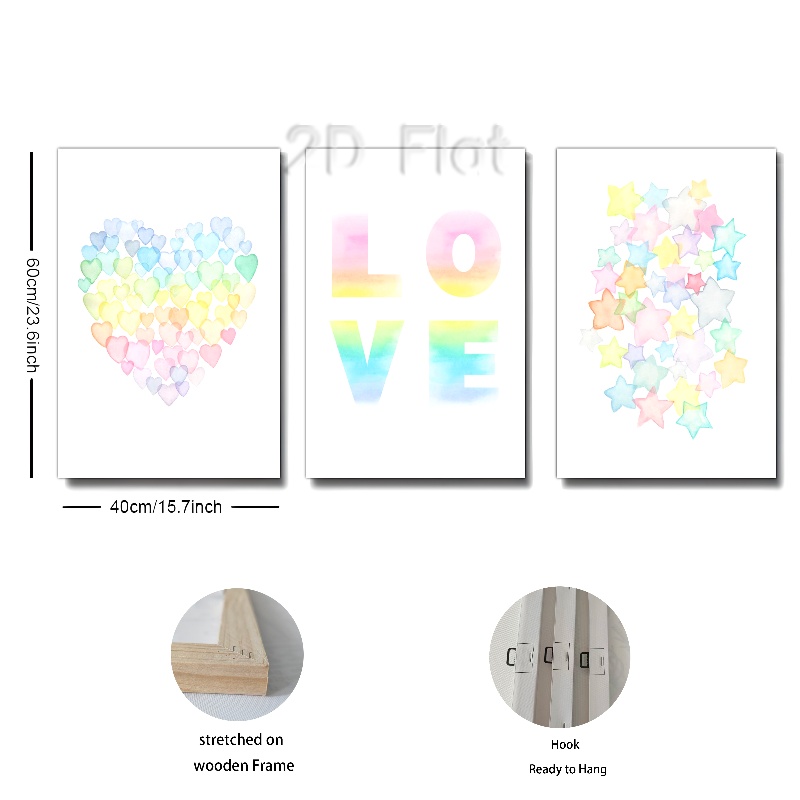 2D Flat
LO
VE
60cm/23.6inch
40cm/15.7inch
stretched on
wooden Frame
Hook
Ready to Hang